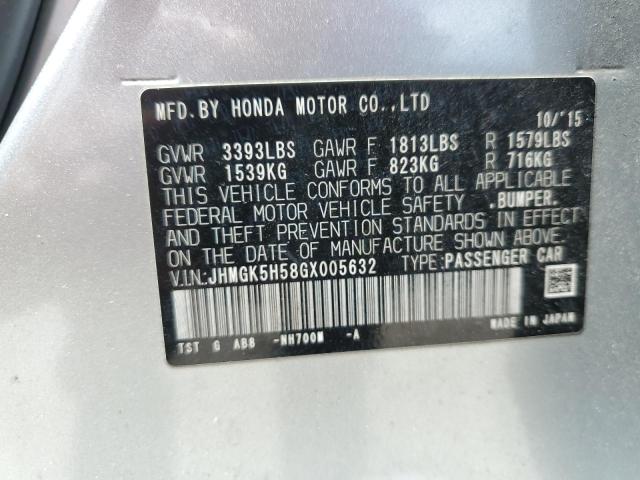 MFD.BY HONDA MOTOR CO.,LTD 10/'15
GVWR 3393LBS GAWR F 1813LBS R 1579LBS
GVWR 1539KG GAWR F 823KG R 716KG
THIS VEHICLE CONFORMS TO ALL APPLICABLE
FEDERAL MOTOR VEHICLE SAFETY .BUMPER.
AND THEFT PREVENTION STANDARDS IN EFFECT
ON THE DATE OF MANUFACTURE SHOWN ABOVE.
V.I.N.:JHMGK5H58GX005632 TYPE:PASSENGER CAR
MADE IN JAPAN
TST G AB8 -NH700M -A